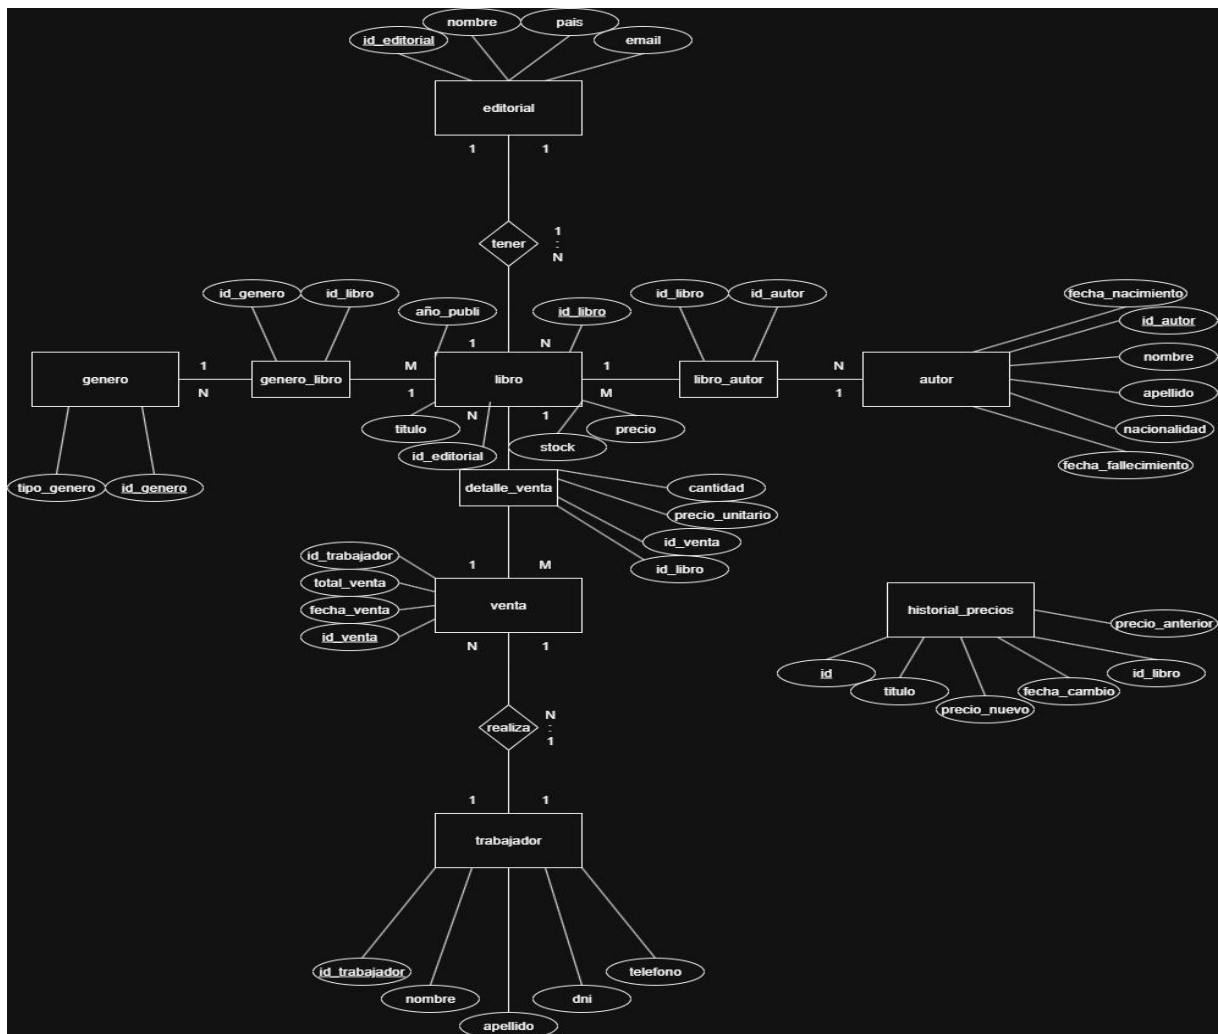 nombre
pais
id_editorial
email
editorial
1
1
tener
1
:
N
id_genero
id_libro
año_publi
id_libro
id_libro
id_autor
fecha_nacimiento
id_autor
nombre
apellido
nacionalidad
fecha_fallecimiento
genero
1
N
genero_libro
M
1
1
N
libro
N
1
1
M
libro_autor
N
1
autor
titulo
id_editorial
stock
precio
tipo_genero
id_genero
detalle_venta
cantidad
precio_unitario
id_venta
id_libro
id_trabajador
total_venta
fecha_venta
id_venta
1
M
venta
N
1
historial_precios
precio_anterior
id
titulo
precio_nuevo
fecha_cambio
id_libro
realiza
N
:
1
1
1
trabajador
id_trabajador
nombre
apellido
dni
telefono